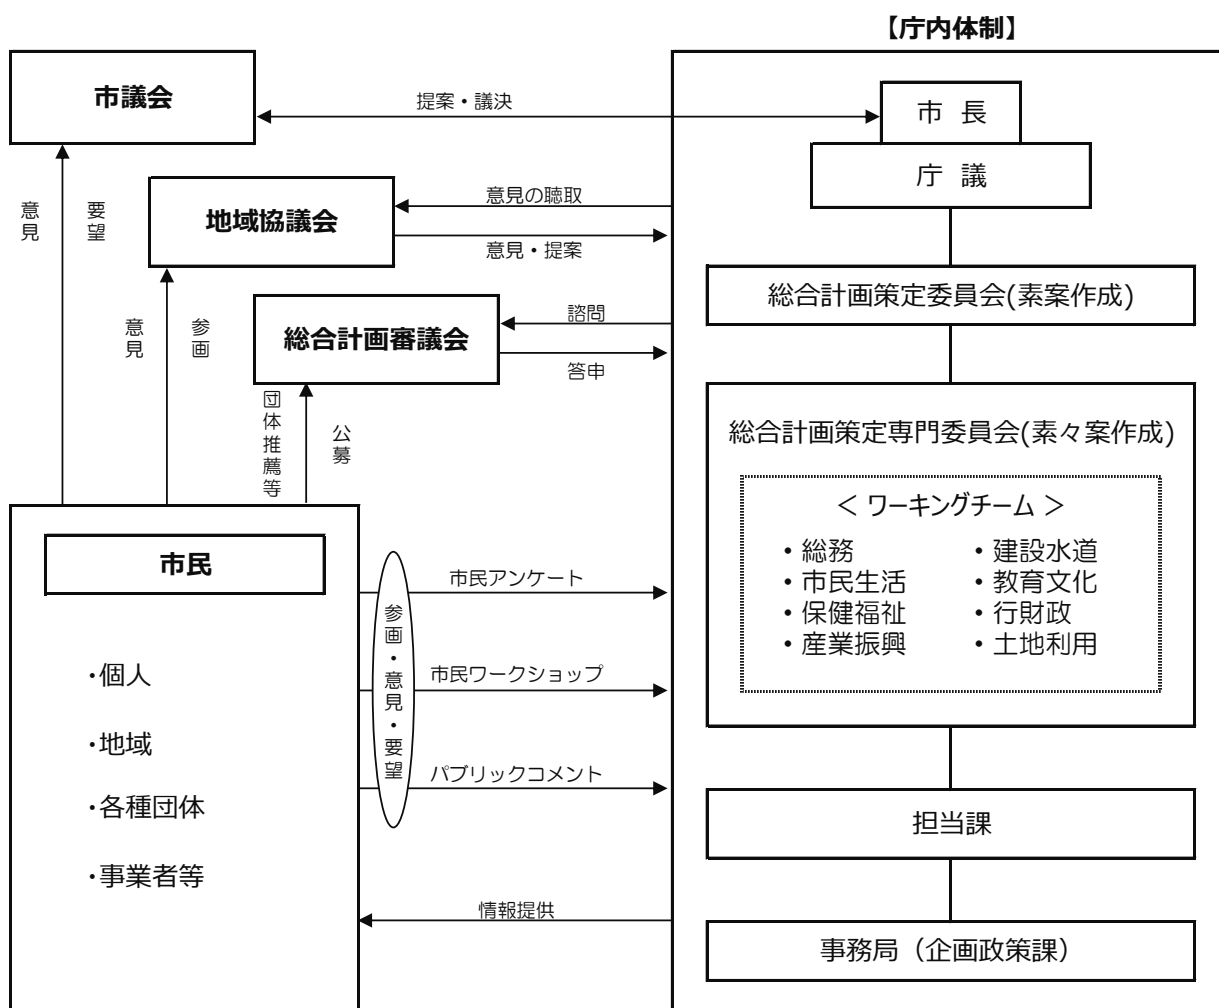 【庁内体制】
市議会
提案・議決
市 長
庁 議
意見
要望
地域協議会
意見の聴取
意見・提案
総合計画策定委員会(素案作成)
意見
参画
総合計画審議会
諮問
答申
団体推薦等
公募
総合計画策定専門委員会(素々案作成)
＜ ワーキングチーム ＞
・総務
・市民生活
・保健福祉
・産業振興
・建設水道
・教育文化
・行財政
・土地利用
市民
・個人
・地域
・各種団体
・事業者等
参画・意見・要望
市民アンケート
市民ワークショップ
パブリックコメント
情報提供
担当課
事務局（企画政策課）